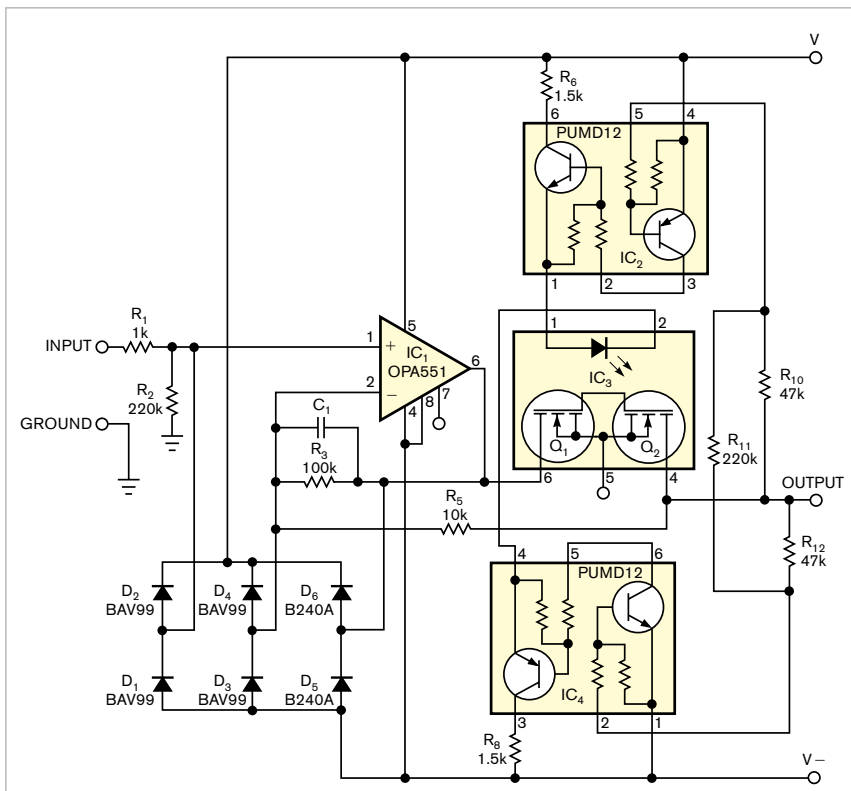 V
R6
1.5k
6
5
4
PUMD12
IC2
1
2
3
R1
1k
INPUT
R2
220k
GROUND
1
+
5
IC1
OPA551
6
2
−
7
8
4
C1
R3
100k
R5
10k
1
2
IC3
Q1
Q2
6
5
4
R10
47k
R11
220k
OUTPUT
R12
47k
4
5
6
PUMD12
IC4
3
2
1
R8
1.5k
D2
BAV99
D4
BAV99
D6
B240A
D1
BAV99
D3
BAV99
D5
B240A
V−